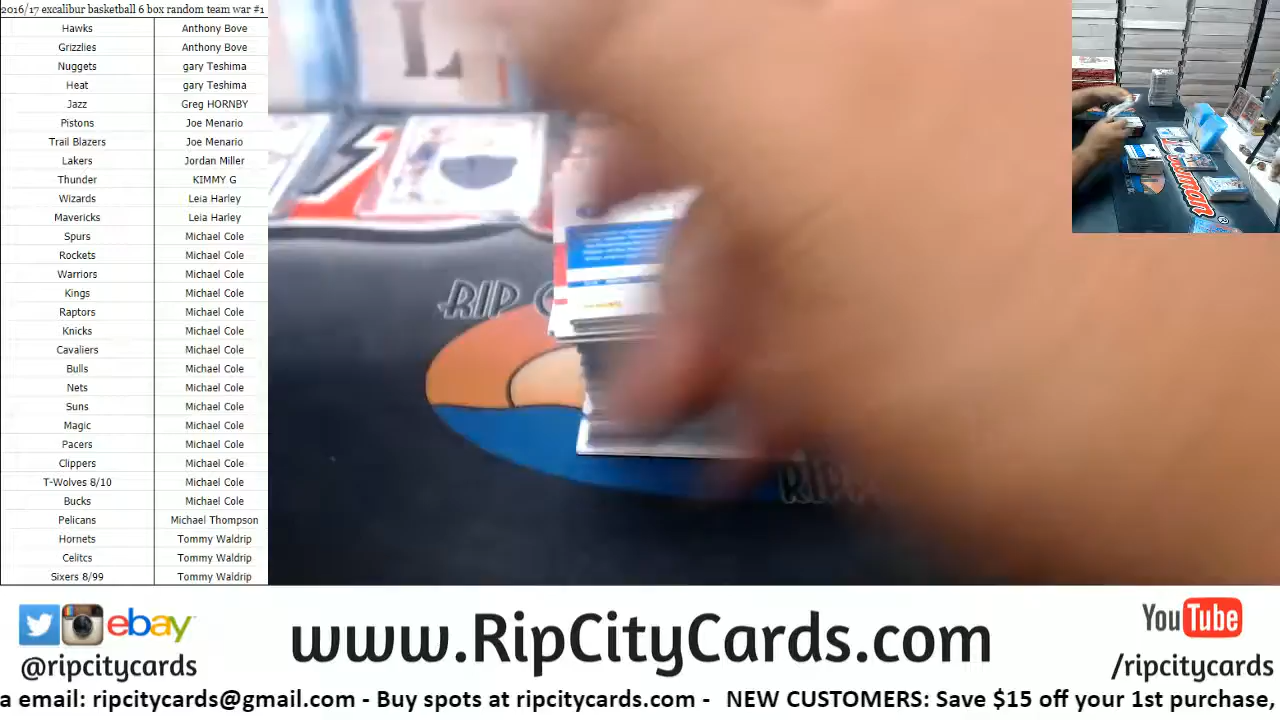 2016/17 excalibur basketball 6 box random team war #1
Hawks Anthony Bove
Grizzlies Anthony Bove
Nuggets gary Teshima
Heat gary Teshima
Jazz Greg HORNBY
Pistons Joe Menario
Trail Blazers Joe Menario
Lakers Jordan Miller
Thunder KIMMY G
Wizards Leia Harley
Mavericks Leia Harley
Spurs Michael Cole
Rockets Michael Cole
Warriors Michael Cole
Kings Michael Cole
Raptors Michael Cole
Knicks Michael Cole
Cavaliers Michael Cole
Bulls Michael Cole
Nets Michael Cole
Suns Michael Cole
Magic Michael Cole
Pacers Michael Cole
Clippers Michael Cole
T-Wolves 8/10 Michael Cole
Bucks Michael Cole
Pelicans Michael Thompson
Hornets Tommy Waldrip
Celitcs Tommy Waldrip
Sixers 8/99 Tommy Waldrip
RIP C
ebay
@ripcitycards
www.RipCityCards.com
YouTube
/ripcitycards
a email: ripcitycards@gmail.com - Buy spots at ripcitycards.com - NEW CUSTOMERS: Save $15 off your 1st purchase,